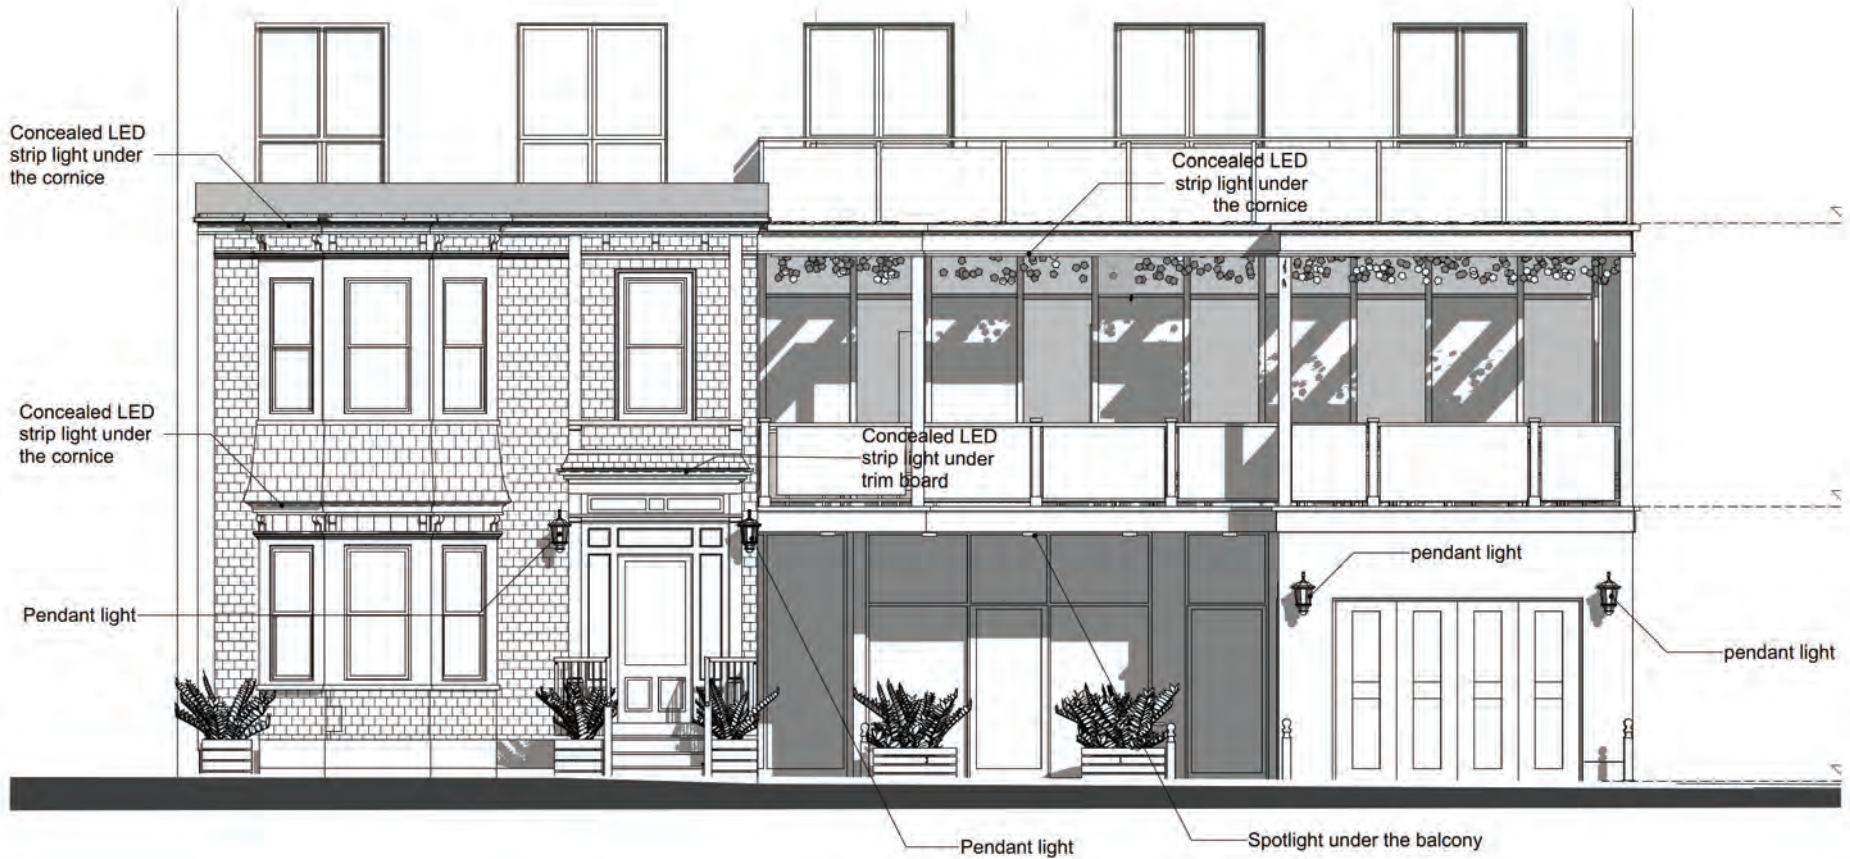 Concealed LED
strip light under
the cornice
Concealed LED
strip light under
the cornice
Concealed LED
strip light under
the cornice
Concealed LED
strip light under
trim board
pendant light
Pendant light
pendant light
Pendant light
Spotlight under the balcony